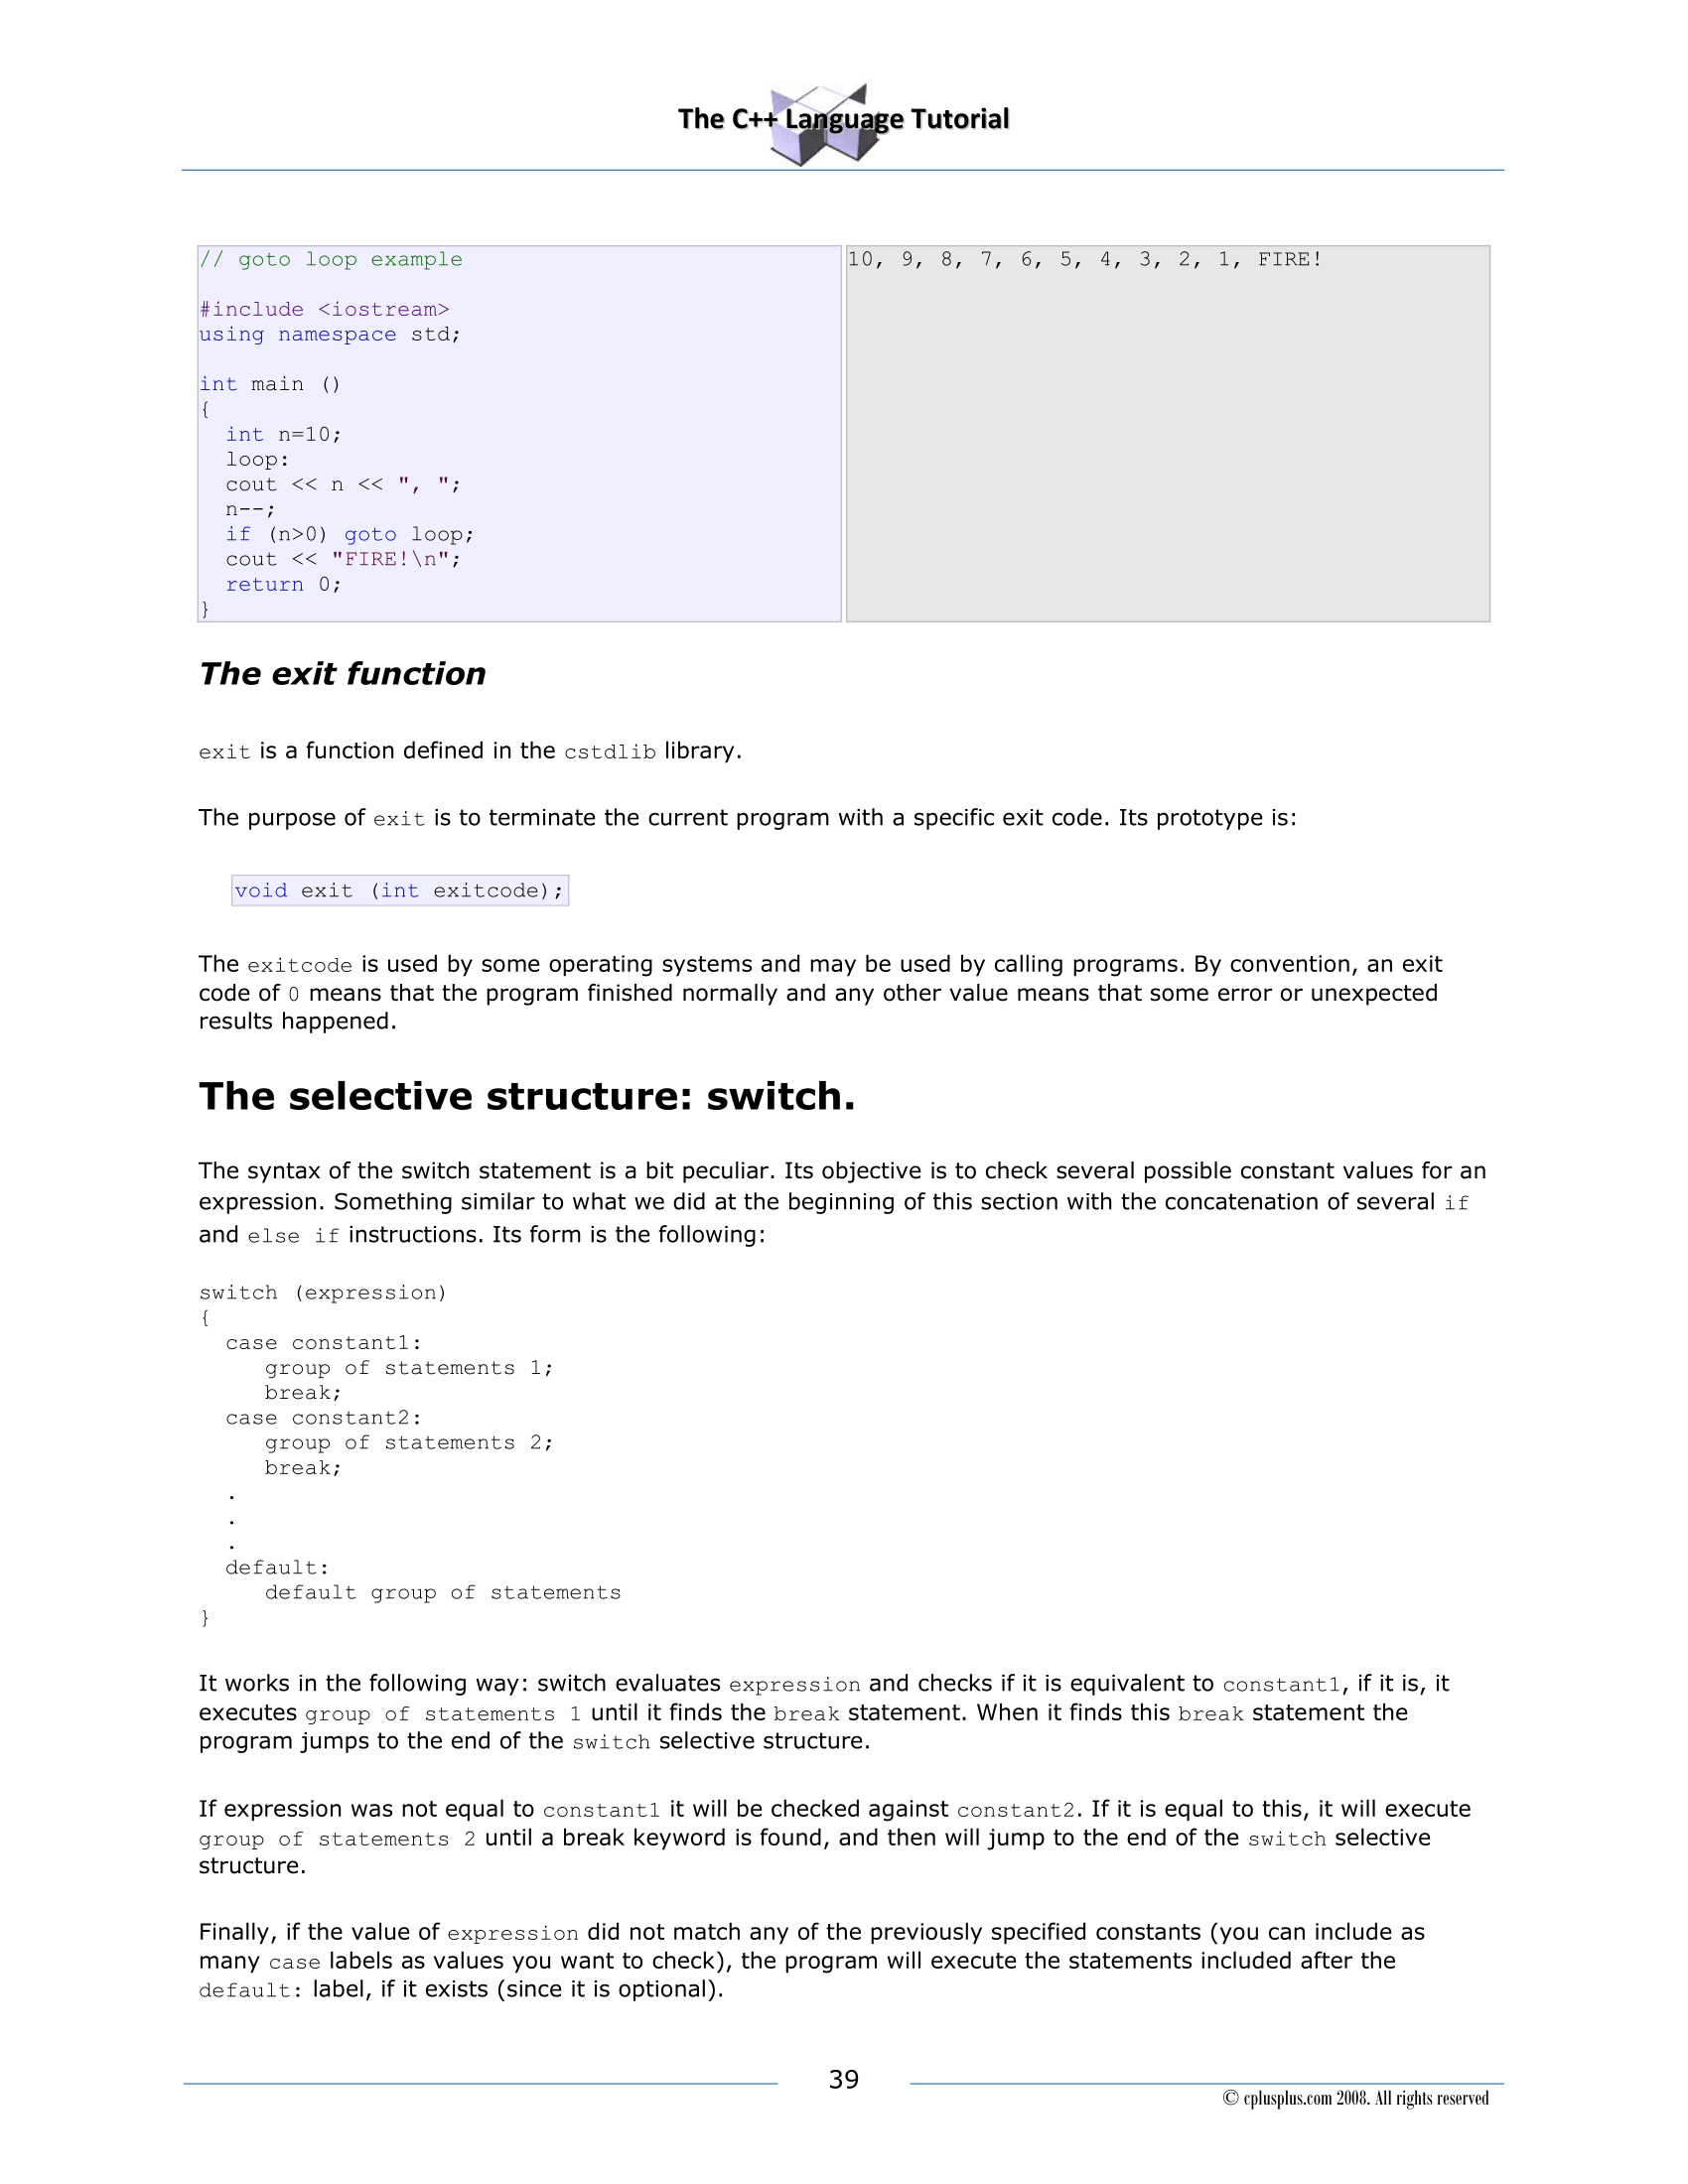 The C++ Language Tutorial
// goto loop example

#include <iostream>
using namespace std;

int main ()
{
  int n=10;
  loop:
  cout << n << ", ";
  n--;
  if (n>0) goto loop;
  cout << "FIRE!\n";
  return 0;
}
10, 9, 8, 7, 6, 5, 4, 3, 2, 1, FIRE!
The exit function
exit is a function defined in the cstdlib library.
The purpose of exit is to terminate the current program with a specific exit code. Its prototype is:
void exit (int exitcode);
The exitcode is used by some operating systems and may be used by calling programs. By convention, an exit
code of 0 means that the program finished normally and any other value means that some error or unexpected
results happened.
The selective structure: switch.
The syntax of the switch statement is a bit peculiar. Its objective is to check several possible constant values for an
expression. Something similar to what we did at the beginning of this section with the concatenation of several if
and else if instructions. Its form is the following:
switch (expression)
{
  case constant1:
     group of statements 1;
     break;
  case constant2:
     group of statements 2;
     break;
  .
  .
  .
  default:
     default group of statements
}
It works in the following way: switch evaluates expression and checks if it is equivalent to constant1, if it is, it
executes group of statements 1 until it finds the break statement. When it finds this break statement the
program jumps to the end of the switch selective structure.
If expression was not equal to constant1 it will be checked against constant2. If it is equal to this, it will execute
group of statements 2 until a break keyword is found, and then will jump to the end of the switch selective
structure.
Finally, if the value of expression did not match any of the previously specified constants (you can include as
many case labels as values you want to check), the program will execute the statements included after the
default: label, if it exists (since it is optional).
39
© cplusplus.com 2008. All rights reserved